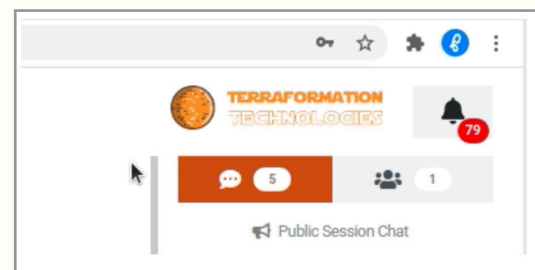 TERRAFORMATION
TECHNOLOGIES
79
5
1
Public Session Chat